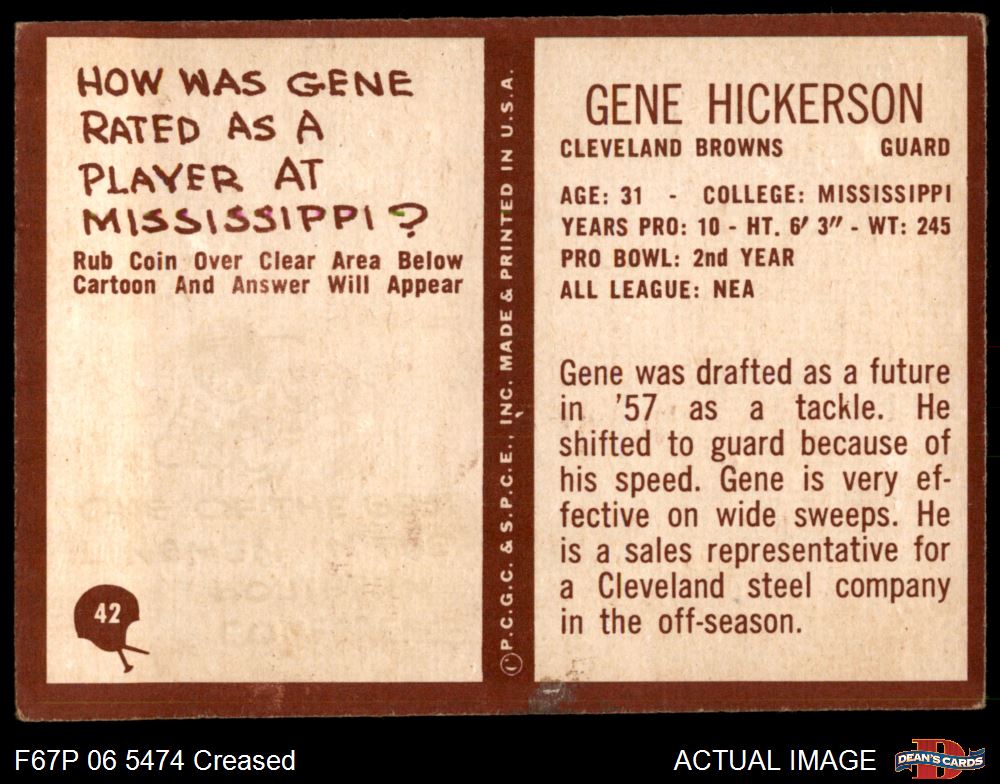 HOW WAS GENE
RATED AS A
PLAYER AT
MISSISSIPPI?
Rub Coin Over Clear Area Below
Cartoon And Answer Will Appear
42
©P.C.G.C. & S.P.C.E., INC. MADE & PRINTED IN U.S.A.
GENE HICKERSON
CLEVELAND BROWNS GUARD
AGE: 31 - COLLEGE: MISSISSIPPI
YEARS PRO: 10 - HT. 6' 3" - WT: 245
PRO BOWL: 2nd YEAR
ALL LEAGUE: NEA
Gene was drafted as a future
in '57 as a tackle. He
shifted to guard because of
his speed. Gene is very ef-
fective on wide sweeps. He
is a sales representative for
a Cleveland steel company
in the off-season.
F67P 06 5474 Creased
ACTUAL IMAGE
DEAN'S CARDS